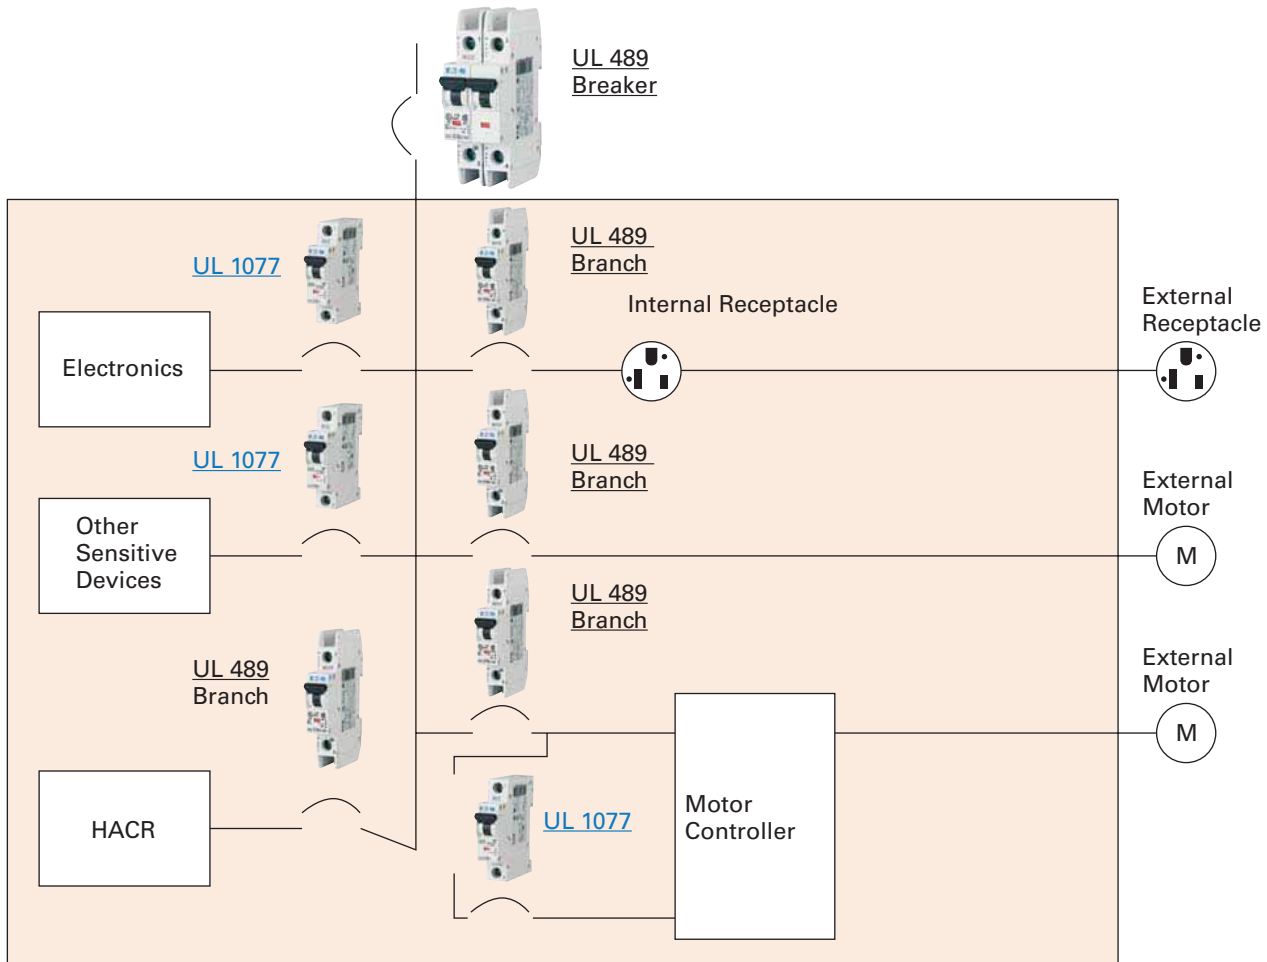 UL 489
Breaker
UL 1077
UL 489
Branch
Internal Receptacle
External
Receptacle
Electronics
UL 1077
UL 489
Branch
External
Motor
Other
Sensitive
Devices
M
UL 489
Branch
UL 489
Branch
External
Motor
M
HACR
UL 1077
Motor
Controller